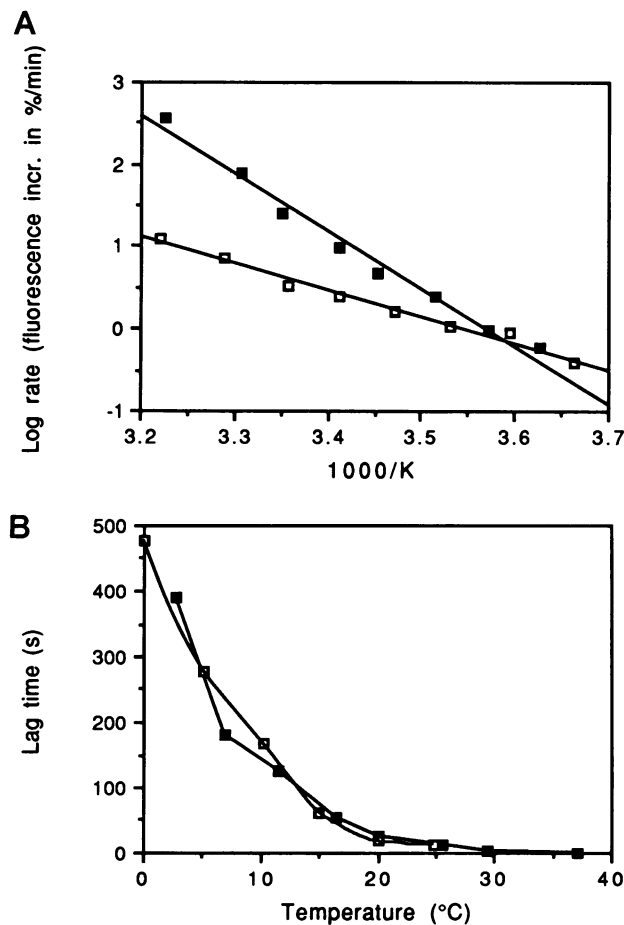 A
Log rate (fluorescence incr. in %/min)
3
2
1
0
-1
3.2 3.3 3.4 3.5 3.6 3.7
1000/K
B
Lag time (s)
500
400
300
200
100
0
0 10 20 30 40
Temperature (°C)